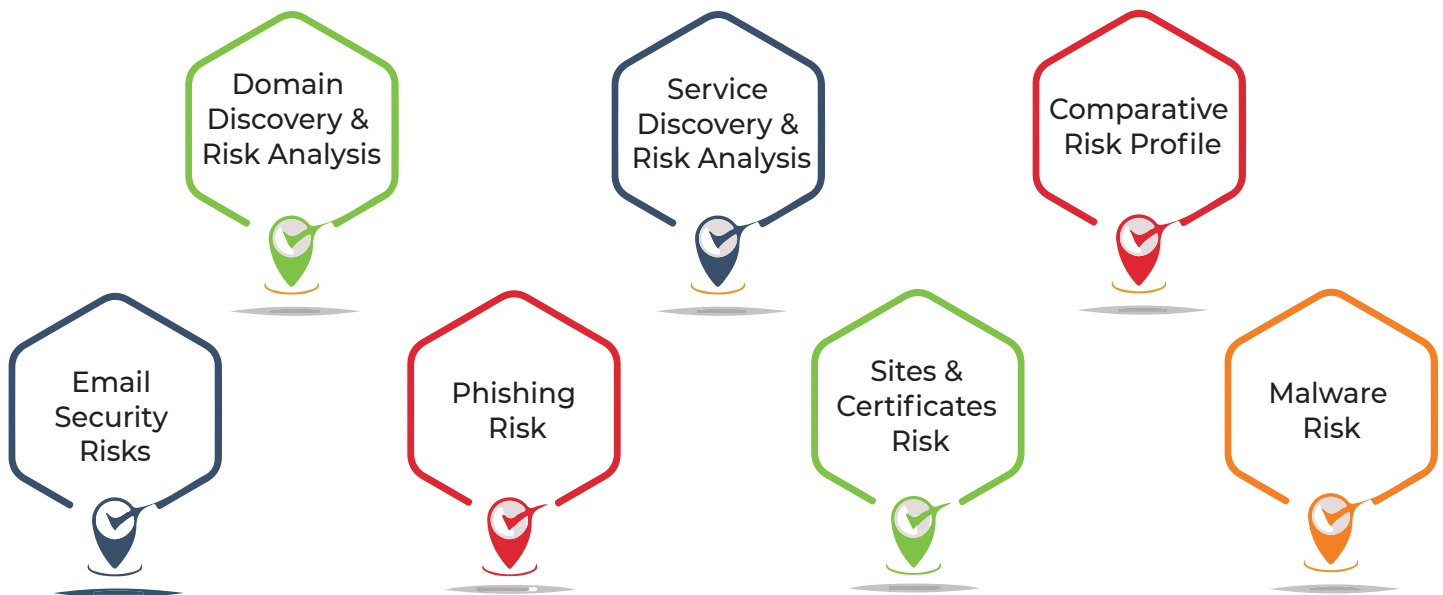 Domain
Discovery &
Risk Analysis
Service
Discovery &
Risk Analysis
Comparative
Risk Profile
Email
Security
Risks
Phishing
Risk
Sites &
Certificates
Risk
Malware
Risk